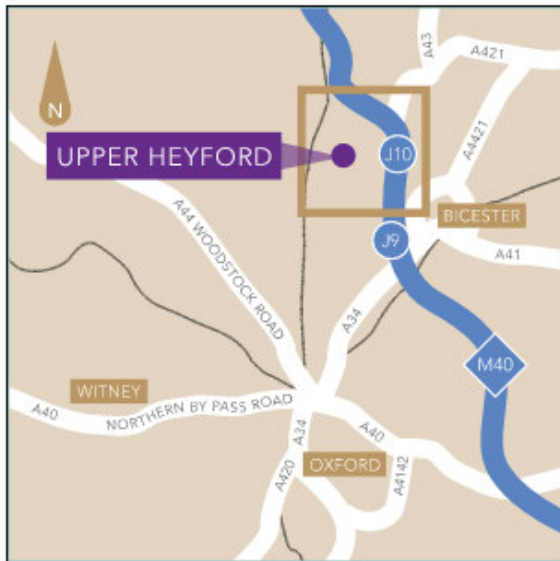 A43
A421
N
UPPER HEYFORD
J10
A4421
A44 WOODSTOCK ROAD
BICESTER
J9
A41
A34
M40
WITNEY
A40
NORTHERN BY PASS ROAD
A34
A40
OXFORD
A420
A4142